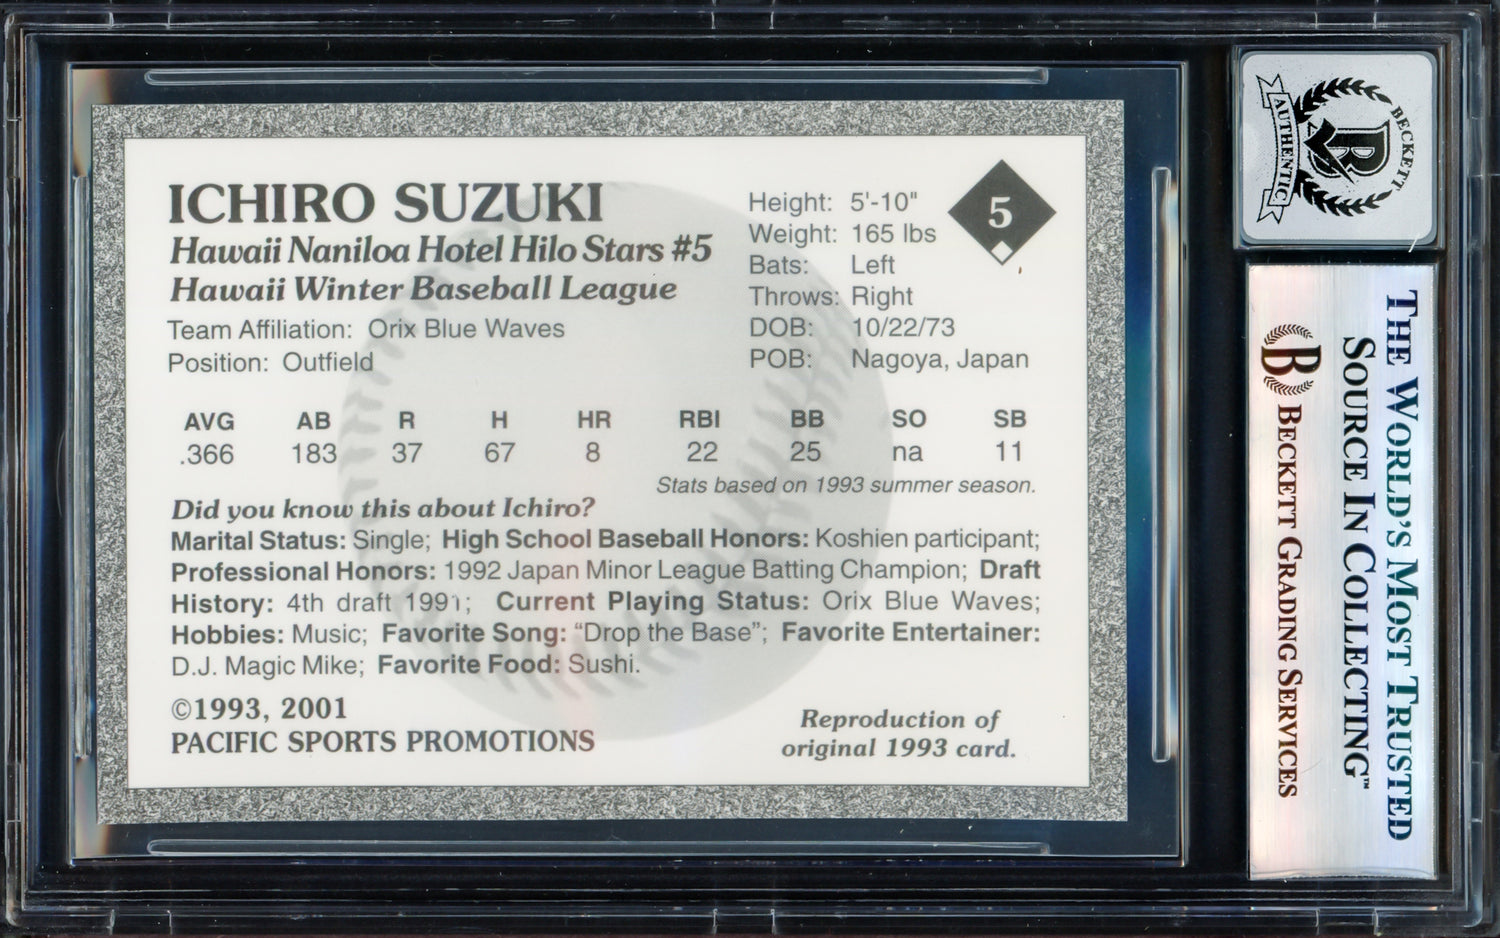 ICHIRO SUZUKI
Hawaii Naniloa Hotel Hilo Stars #5
Hawaii Winter Baseball League
Team Affiliation: Orix Blue Waves
Position: Outfield
Height: 5'-10"
Weight: 165 lbs
Bats: Left
Throws: Right
DOB: 10/22/73
POB: Nagoya, Japan
5
AVG AB R H HR RBI BB SO SB
.366 183 37 67 8 22 25 na 11
Stats based on 1993 summer season.
Did you know this about Ichiro?
Marital Status: Single; High School Baseball Honors: Koshien participant;
Professional Honors: 1992 Japan Minor League Batting Champion; Draft
History: 4th draft 1991; Current Playing Status: Orix Blue Waves;
Hobbies: Music; Favorite Song: “Drop the Base”; Favorite Entertainer:
D.J. Magic Mike; Favorite Food: Sushi.
©1993, 2001
PACIFIC SPORTS PROMOTIONS
Reproduction of
original 1993 card.
BECKETT
AUTHENTIC
THE WORLD'S MOST TRUSTED
SOURCE IN COLLECTING™
B BECKETT GRADING SERVICES